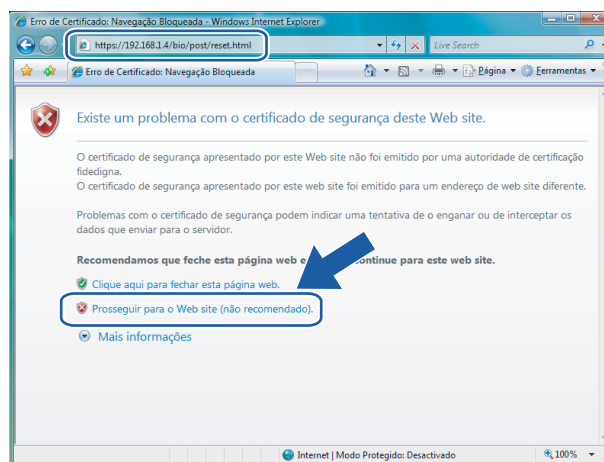 Erro de Certificado: Navegação Bloqueada - Windows Internet Explorer
https://192.168.1.4/bio/post/reset.html
Live Search
Erro de Certificado: Navegação Bloqueada
Página
Ferramentas
Existe um problema com o certificado de segurança deste Web site.
O certificado de segurança apresentado por este Web site não foi emitido por uma autoridade de certificação
fidedigna.
O certificado de segurança apresentado por este web site foi emitido para um endereço de web site diferente.
Problemas com o certificado de segurança podem indicar uma tentativa de o enganar ou de interceptar os
dados que enviar para o servidor.
Recomendamos que feche esta página web e continue para este web site.
Clique aqui para fechar esta página web.
Prosseguir para o Web site (não recomendado).
Mais informações
Internet | Modo Protegido: Desactivado
100%